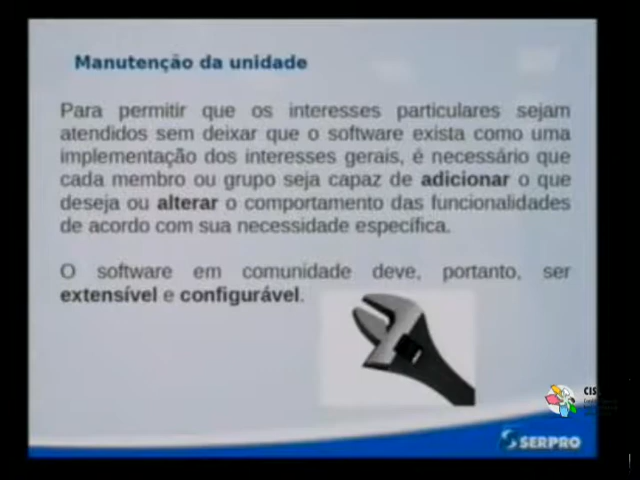 Manutenção da unidade
Para permitir que os interesses particulares sejam
atendidos sem deixar que o software exista como uma
implementação dos interesses gerais, é necessário que
cada membro ou grupo seja capaz de adicionar o que
deseja ou alterar o comportamento das funcionalidades
de acordo com sua necessidade específica.
O software em comunidade deve, portanto, ser
extensível e configurável.
CIS
SERPRO